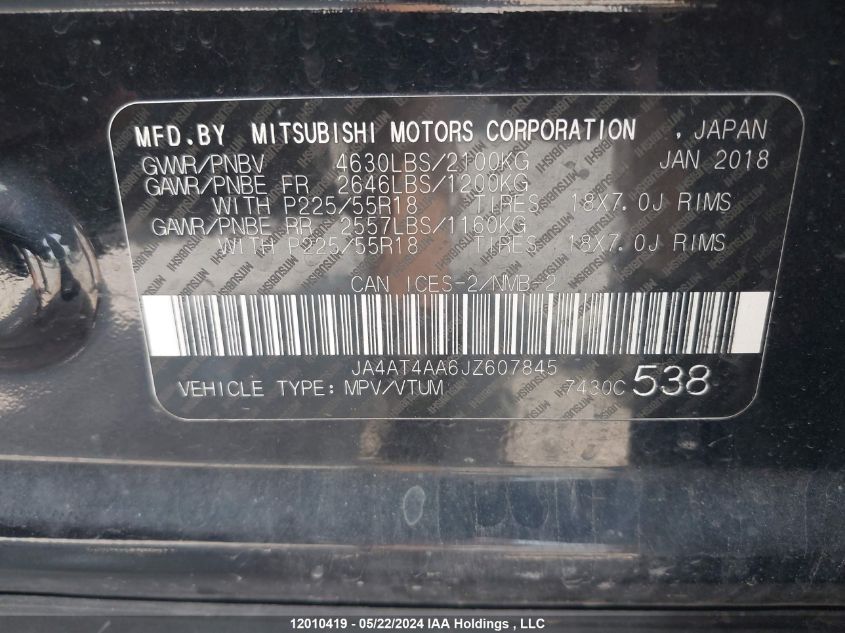 MFD.BY MITSUBISHI MOTORS CORPORATION , JAPAN
GVWR/PNBV 4630LBS/2100KG JAN 2018
GAWR/PNBE FR 2646LBS/1200KG
WITH P225/55R18 TIRES 18X7.0J RIMS
GAWR/PNBE RR 2557LBS/1160KG
WITH P225/55R18 TIRES 18X7.0J RIMS
CAN ICES-2/NMB-2
JA4AT4AA6JZ607845
VEHICLE TYPE: MPV/VTUM 7430C 538
12010419 - 05/22/2024 IAA Holdings , LLC